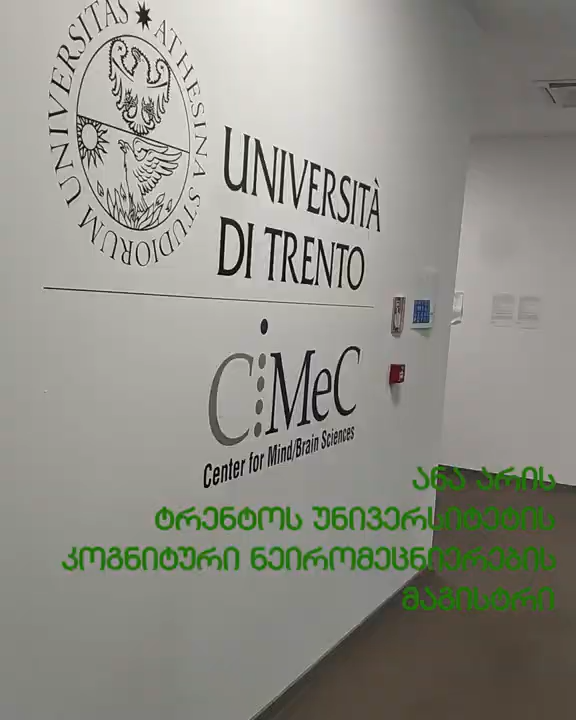 UNIVERSITAS ATHESINA STUDIORUM
UNIVERSITÀ
DI TRENTO
CiMeC
Center for Mind/Brain Sciences
ანა არის
ტრენტოს უნივერსიტეტის
კოგნიტური ნეირომეცნიერების
მაგისტრი